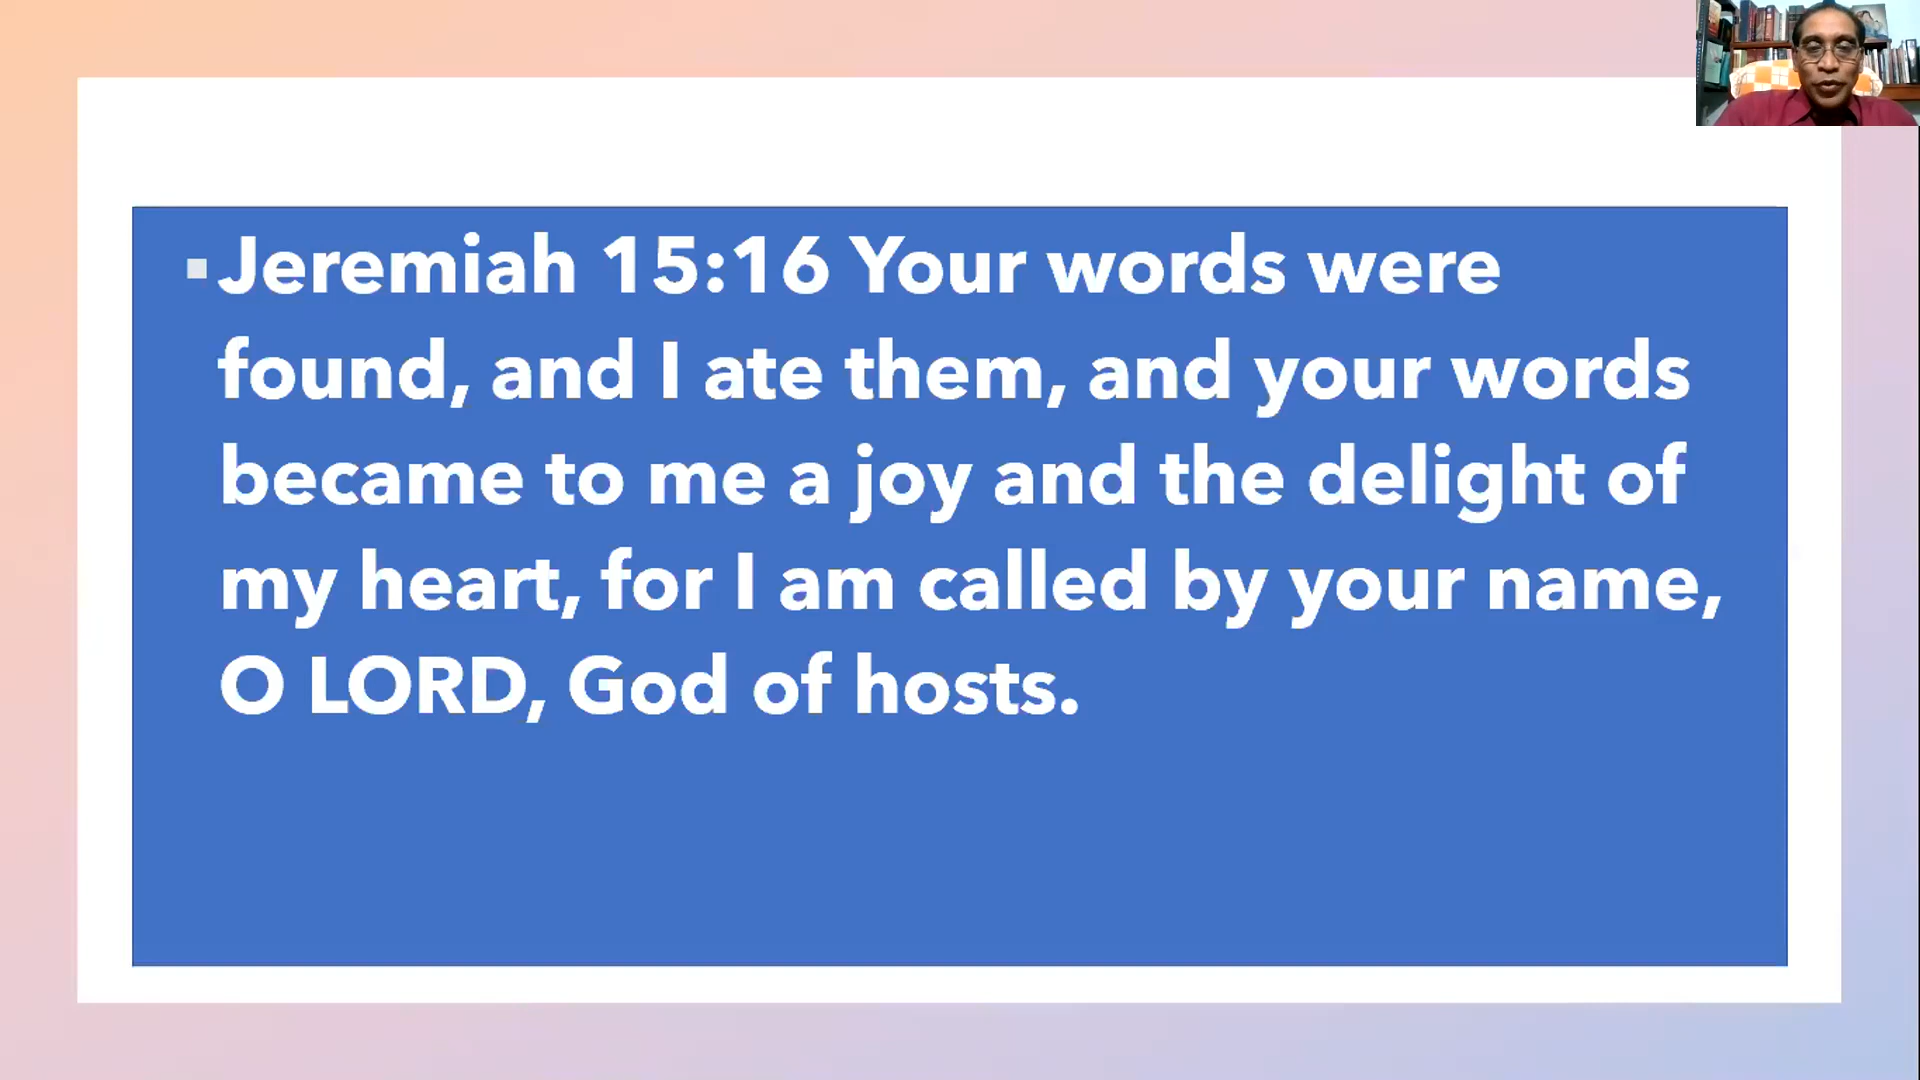 ▪Jeremiah 15:16 Your words were
found, and I ate them, and your words
became to me a joy and the delight of
my heart, for I am called by your name,
O LORD, God of hosts.